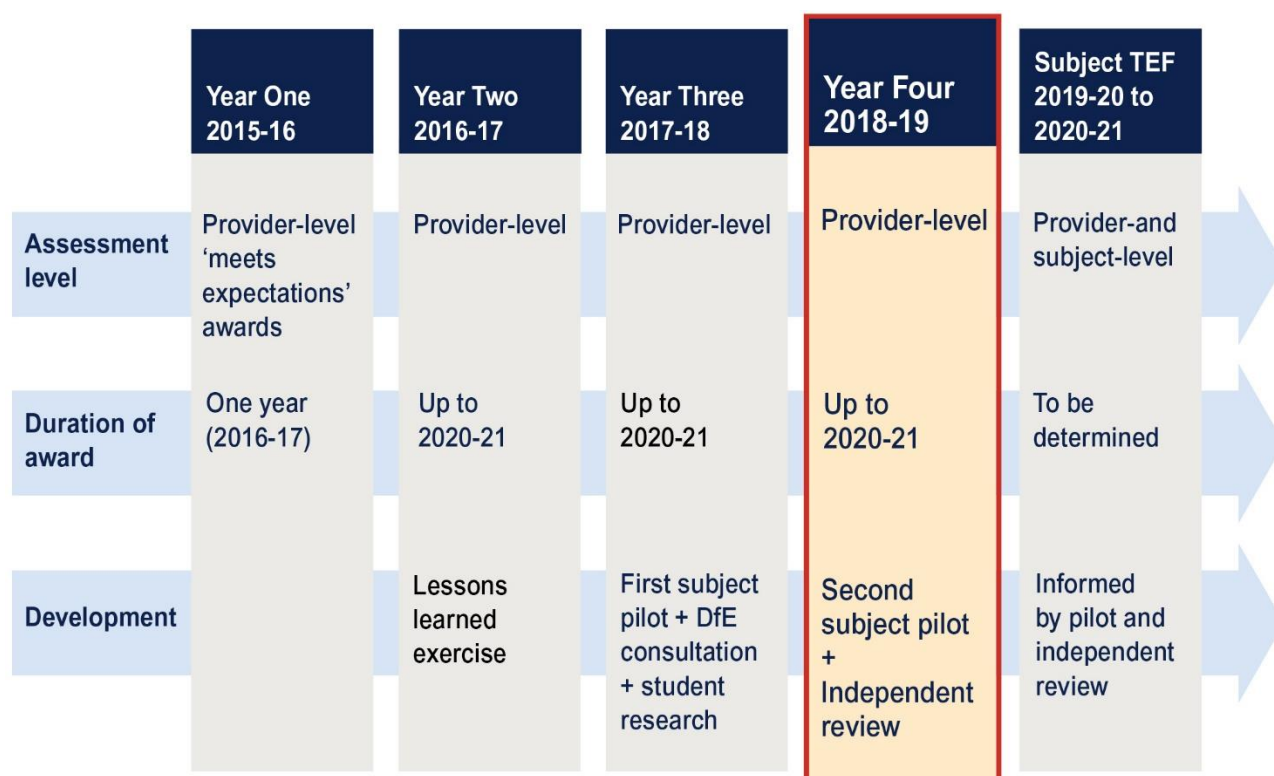 Year One
2015-16
Year Two
2016-17
Year Three
2017-18
Year Four
2018-19
Subject TEF
2019-20 to
2020-21
Assessment
level
Provider-level
‘meets
expectations’
awards
Provider-level
Provider-level
Provider-level
Provider-and
subject-level
Duration of
award
One year
(2016-17)
Up to
2020-21
Up to
2020-21
Up to
2020-21
To be
determined
Development
Lessons
learned
exercise
First subject
pilot + DfE
consultation
+ student
research
Second
subject pilot
+
Independent
review
Informed
by pilot and
independent
review